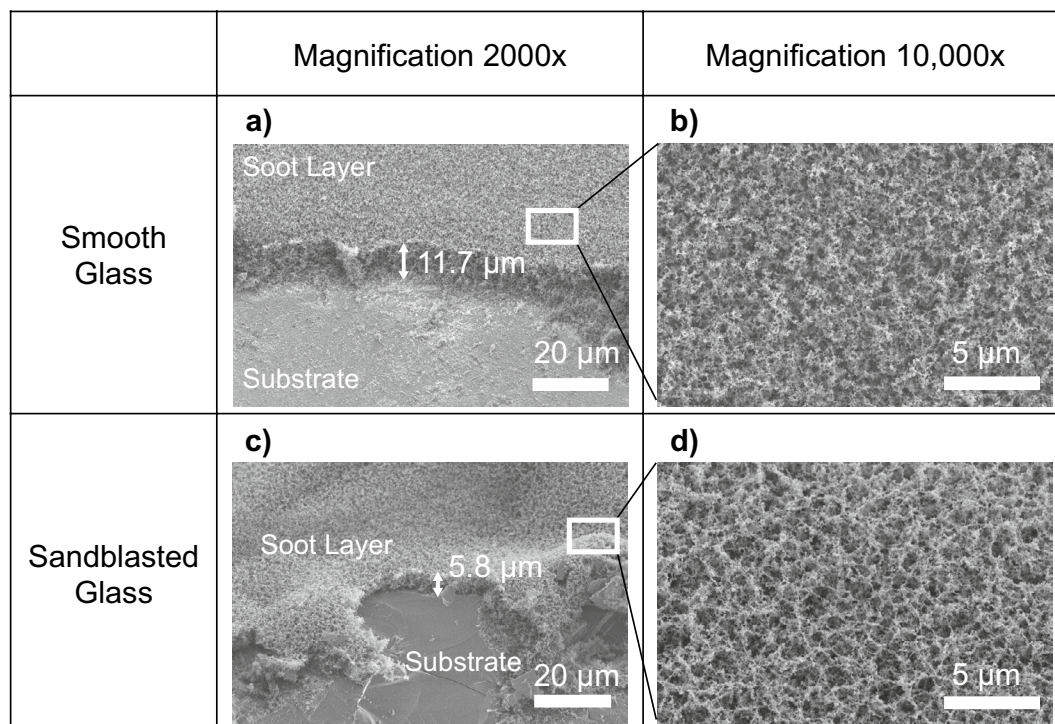 Magnification 2000x
Magnification 10,000x
Smooth
Glass
a)
Soot Layer
11.7 µm
20 µm
Substrate
b)
5 µm
Sandblasted
Glass
c)
Soot Layer
5.8 µm
Substrate
20 µm
d)
5 µm